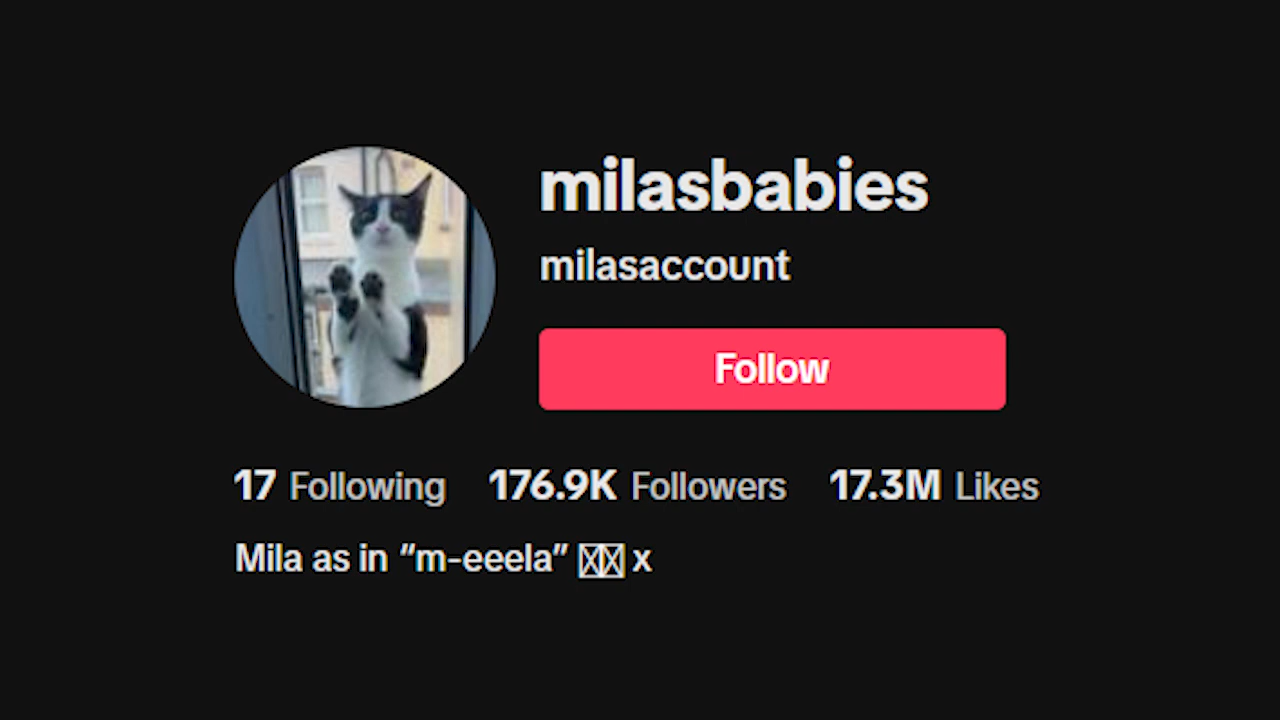 milasbabies
milasaccount
Follow
17 Following 176.9K Followers 17.3M Likes
Mila as in “m-eeela” x